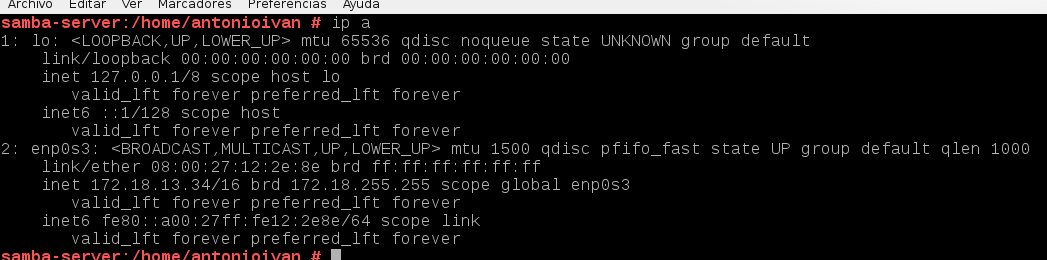 Archivo Editar Ver Marcadores Preferencias Ayuda
samba-server:/home/antonioivan # ip a
1: lo: <LOOPBACK,UP,LOWER_UP> mtu 65536 qdisc noqueue state UNKNOWN group default
link/loopback 00:00:00:00:00:00 brd 00:00:00:00:00:00
inet 127.0.0.1/8 scope host lo
valid_lft forever preferred_lft forever
inet6 ::1/128 scope host
valid_lft forever preferred_lft forever
2: enp0s3: <BROADCAST,MULTICAST,UP,LOWER_UP> mtu 1500 qdisc pfifo_fast state UP group default qlen 1000
link/ether 08:00:27:12:2e:8e brd ff:ff:ff:ff:ff:ff
inet 172.18.13.34/16 brd 172.18.255.255 scope global enp0s3
valid_lft forever preferred_lft forever
inet6 fe80::a00:27ff:fe12:2e8e/64 scope link
valid_lft forever preferred_lft forever
samba-server:/home/antonioivan #